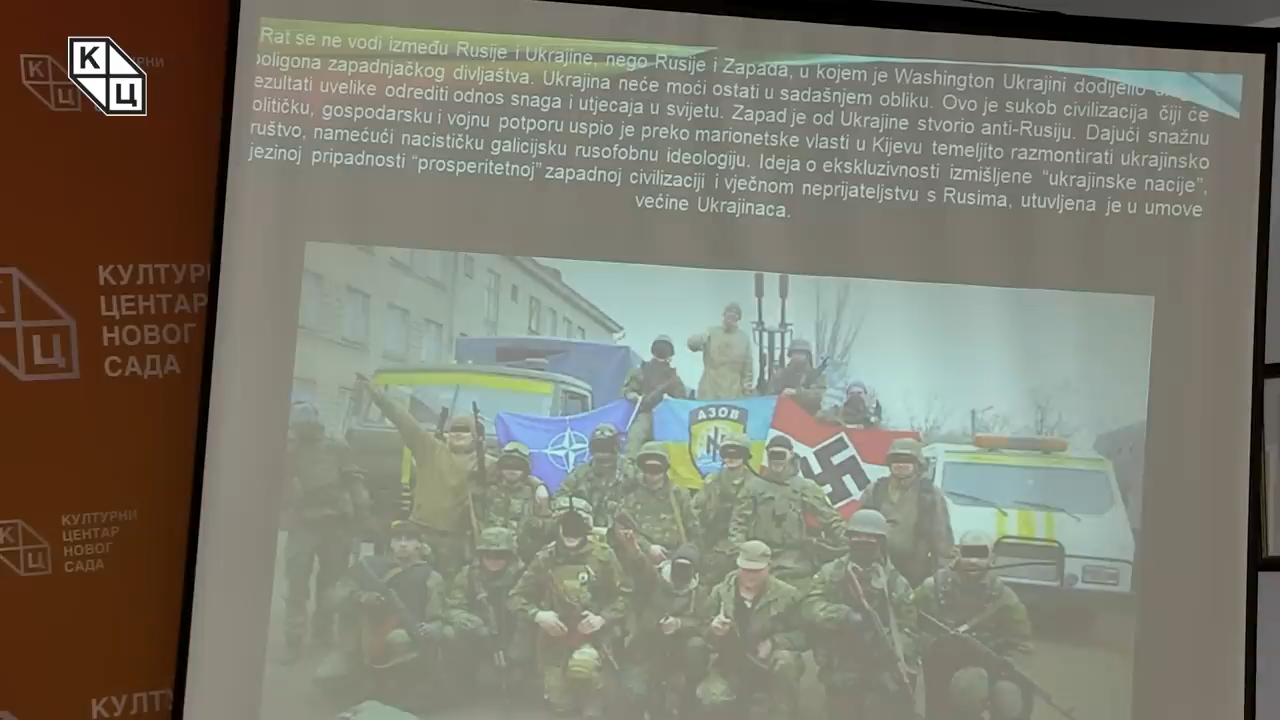 К
Ц
К
Ц
РНИ
Rat se ne vodi između Rusije i Ukrajine, nego Rusije i Zapada, u kojem je Washington Ukrajini dodijelio
poligona zapadnjačkog divljaštva. Ukrajina neće moći ostati u sadašnjem obliku. Ovo je sukob civilizacija čiji će
ezultati uvelike odrediti odnos snaga i utjecaja u svijetu. Zapad je od Ukrajine stvorio anti-Rusiju. Dajući snažnu
olitičku, gospodarsku i vojnu potporu uspio je preko marionetske vlasti u Kijevu temeljito razmontirati ukrajinsko
ruštvo, namećući nacističku galicijsku rusofobnu ideologiju. Ideja o ekskluzivnosti izmišljene “ukrajinske nacije”,
jezinoj pripadnosti “prosperitetnoj” zapadnoj civilizaciji i vječnom neprijateljstvu s Rusima, utuvljena je u umove
većine Ukrajinaca.
АЗОВ
К
Ц
КУЛТУР
ЦЕНТАР
НОВОГ
САДА
К
Ц
КУЛТУРНИ
ЦЕНТАР
НОВОГ
САДА
КУЛТ